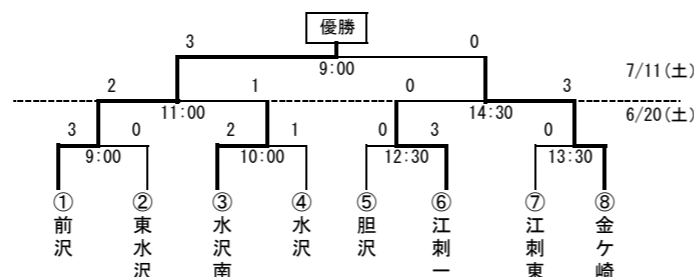 優勝
3 0
9:00
7/11(土)
2 1 0 3
11:00 14:30
6/20(土)
3 0 2 1 0 3 0
9:00 10:00 12:30 13:30
① ② ③ ④ ⑤ ⑥ ⑦ ⑧
前沢
東水沢
水沢南
水沢
胆沢
江刺一
江刺東
金ケ崎